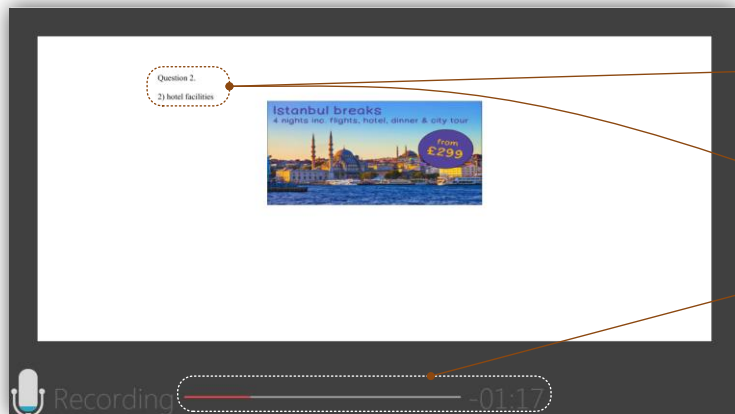 Question 2.
2) hotel facilities
Istanbul breaks
4 nights inc. flights, hotel, dinner & city tour
from
£299
Recording
-01:17